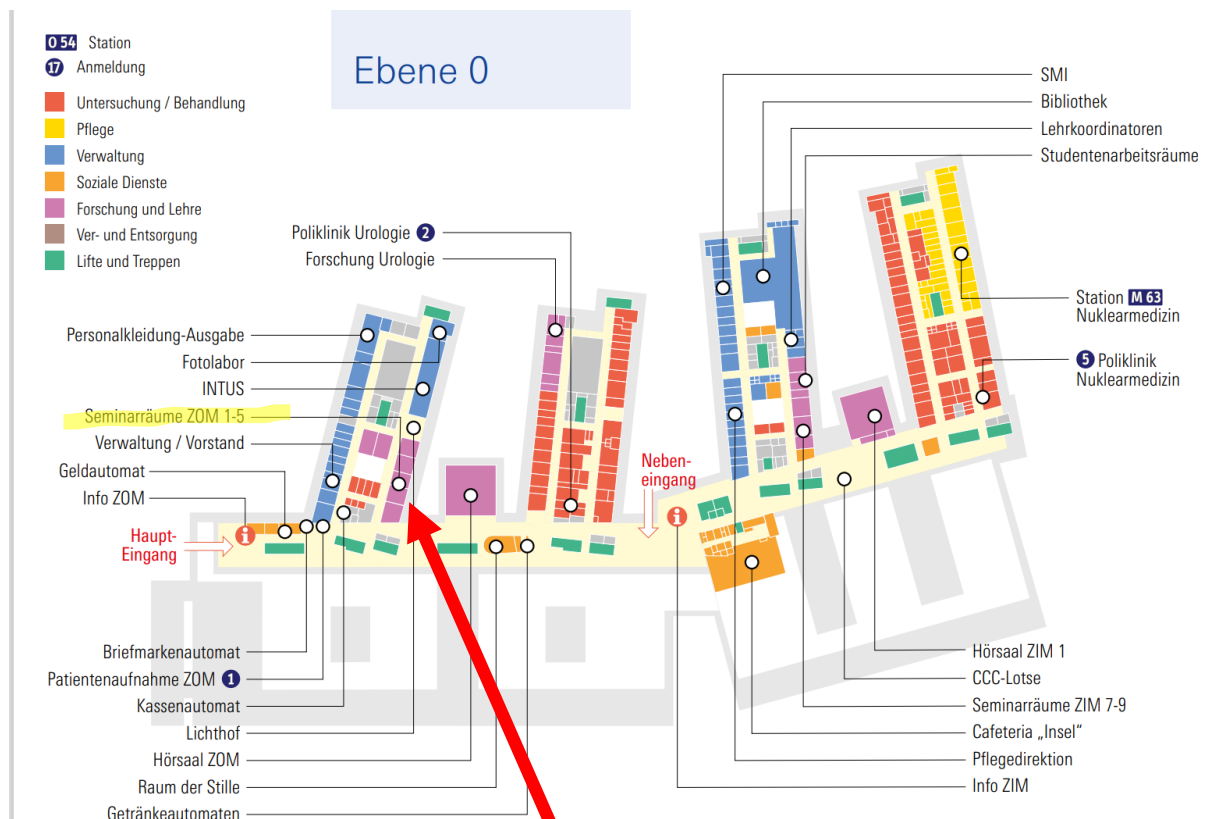 Ebene 0
O 54 Station
17 Anmeldung
Untersuchung / Behandlung
Pflege
Verwaltung
Soziale Dienste
Forschung und Lehre
Ver- und Entsorgung
Lifte und Treppen
Poliklinik Urologie 2
Forschung Urologie
Personalkleidung-Ausgabe
Fotolabor
INTUS
Seminarräume ZOM 1-5
Verwaltung / Vorstand
Geldautomat
Info ZOM
Haupt-
Eingang
i
Neben-
eingang
i
SMI
Bibliothek
Lehrkoordinatoren
Studentenarbeitsräume
Station M 63
Nuklearmedizin
5 Poliklinik
Nuklearmedizin
Briefmarkenautomat
Patientenaufnahme ZOM 1
Kassenautomat
Lichthof
Hörsaal ZOM
Raum der Stille
Getränkeautomaten
Hörsaal ZIM 1
CCC-Lotse
Seminarräume ZIM 7-9
Cafeteria „Insel“
Pflegedirektion
Info ZIM